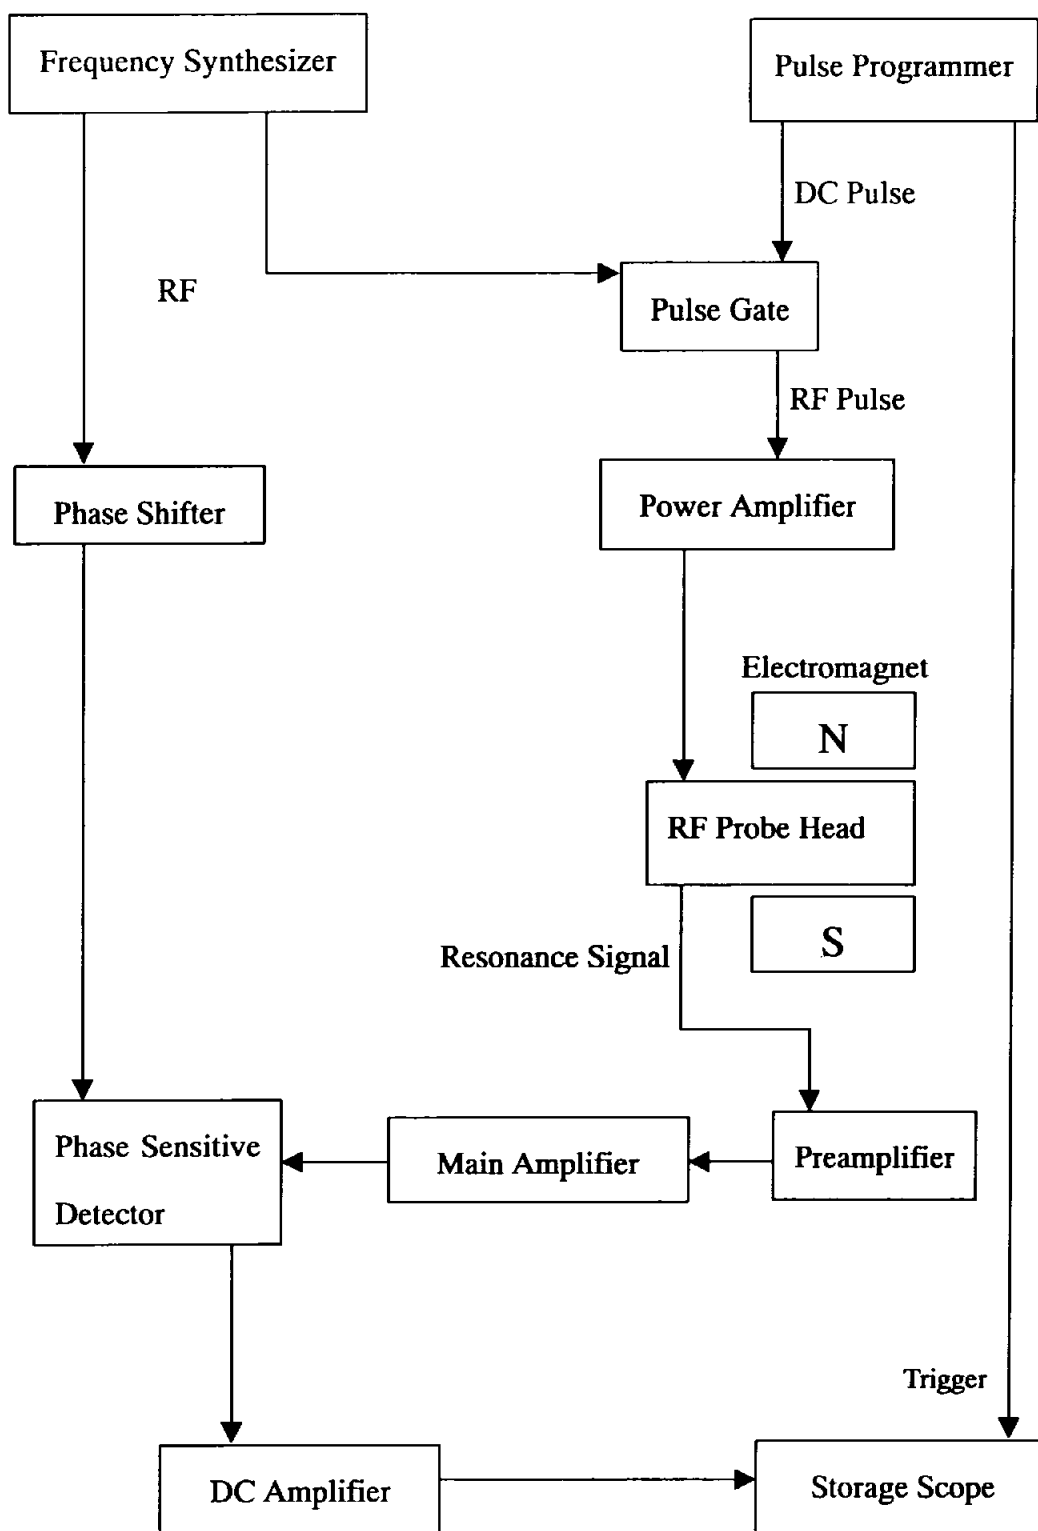 Frequency Synthesizer
Pulse Programmer
DC Pulse
RF
Pulse Gate
RF Pulse
Phase Shifter
Power Amplifier
Electromagnet
N
RF Probe Head
S
Resonance Signal
Phase Sensitive
Detector
Main Amplifier
Preamplifier
Trigger
DC Amplifier
Storage Scope